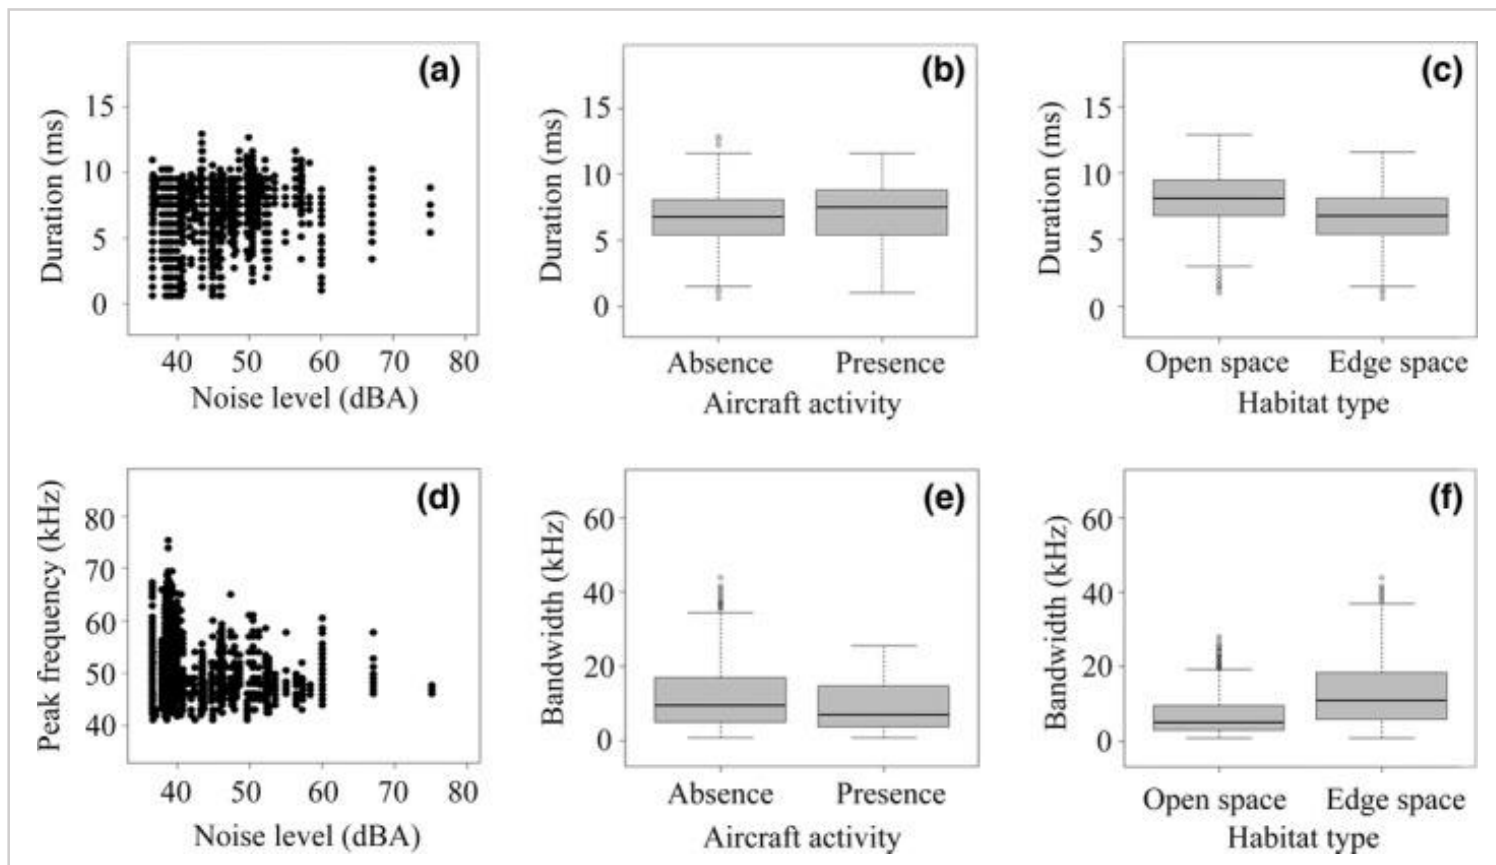 (a)
Duration (ms)
15
10
5
0
40 50 60 70 80
Noise level (dBA)
(b)
Duration (ms)
15
10
5
0
Absence Presence
Aircraft activity
(c)
Duration (ms)
15
10
5
0
Open space Edge space
Habitat type
(d)
Peak frequency (kHz)
80
70
60
50
40
40 50 60 70 80
Noise level (dBA)
(e)
Bandwidth (kHz)
60
40
20
0
Absence Presence
Aircraft activity
(f)
Bandwidth (kHz)
60
40
20
0
Open space Edge space
Habitat type